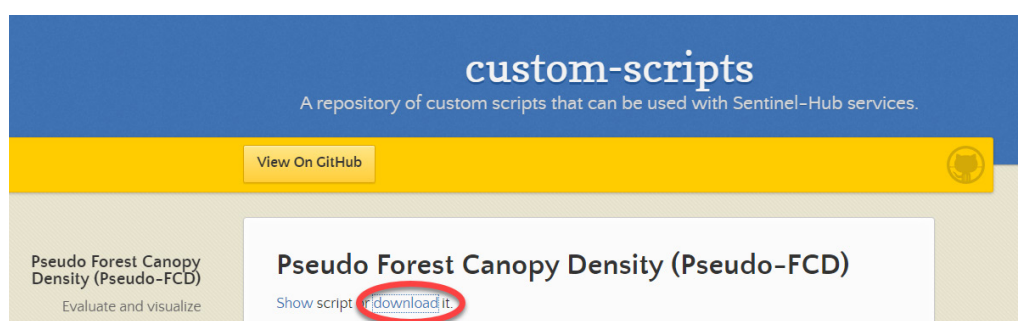 custom-scripts
A repository of custom scripts that can be used with Sentinel-Hub services.
View On GitHub
Pseudo Forest Canopy
Density (Pseudo-FCD)
Evaluate and visualize
Pseudo Forest Canopy Density (Pseudo-FCD)
Show script or download it.